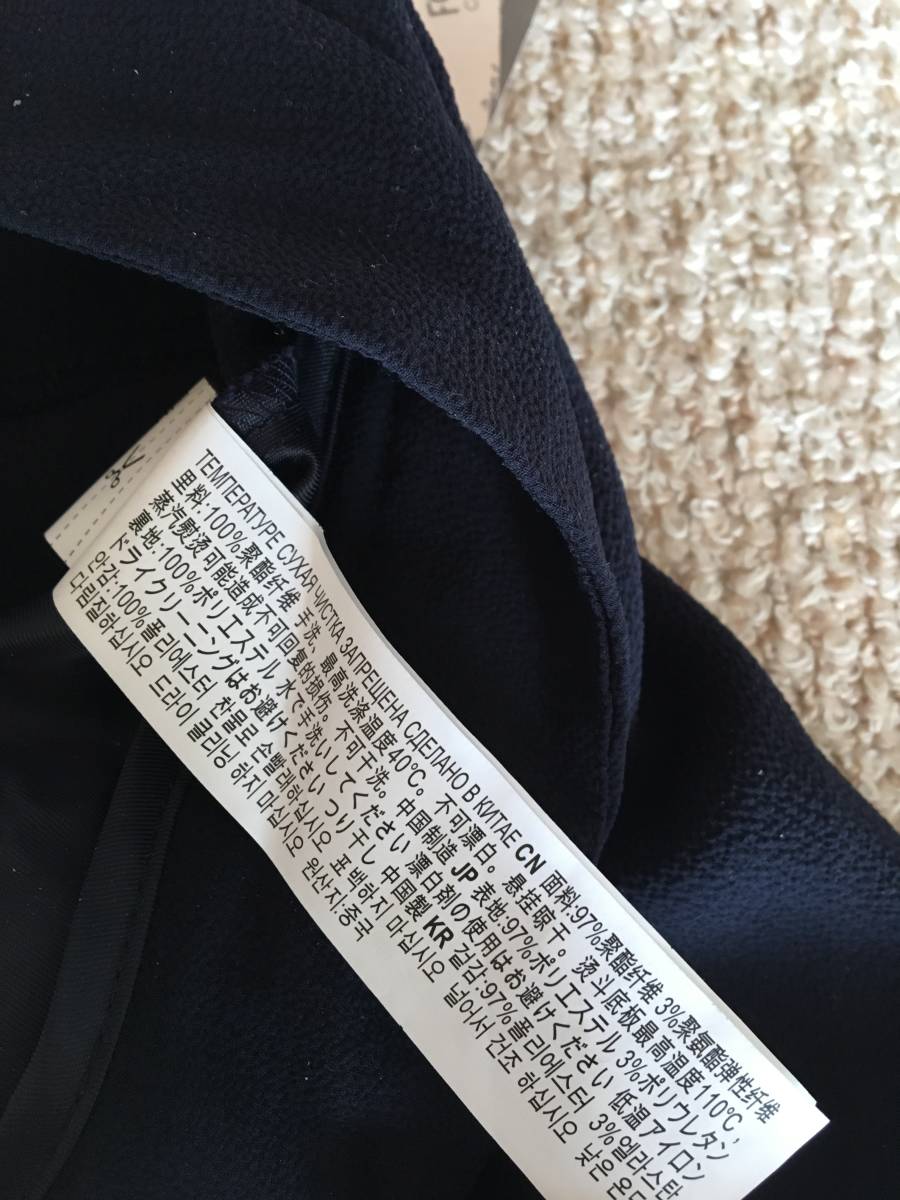 ТЕМПЕРАТУРЕ СУХАЯ ЧИСТКА ЗАПРЕЩЕНА СДЕЛАНО В КИТАЕ CN 面料:97%聚酯纤维 3%聚氨酯弹性纤维
里料:100%聚酯纤维 手洗，最高洗涤温度40℃。不可漂白。悬挂晾干。烫斗底板最高温度110℃，
蒸汽熨烫可能造成不可回复的损伤。不可干洗。中国制造 JP 表地:97%ポリエステル 3%ポリウレタン
裏地:100%ポリエステル 水で手洗いしてください 漂白剤の使用はお避けください 低温アイロン
ドライクリーニングはお避けください つり干し 中国製 KR 겉감:97%폴리에스터 3%엘라스탄
안감:100%폴리에스터 찬물로 손빨래하십시오 표백하지 마십시오 널어서 건조 하십시오 낮은
다림질하십시오 드라이 클리닝 하지 마십시오 원산지:중국